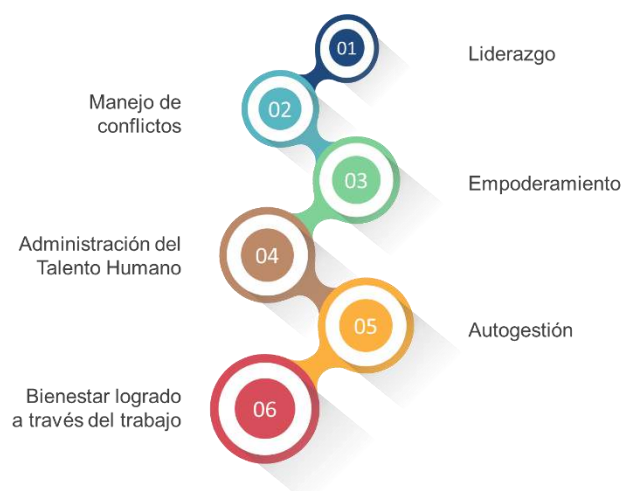 01
Liderazgo
02
Manejo de
conflictos
03
Empoderamiento
04
Administración del
Talento Humano
05
Autogestión
06
Bienestar logrado
a través del trabajo